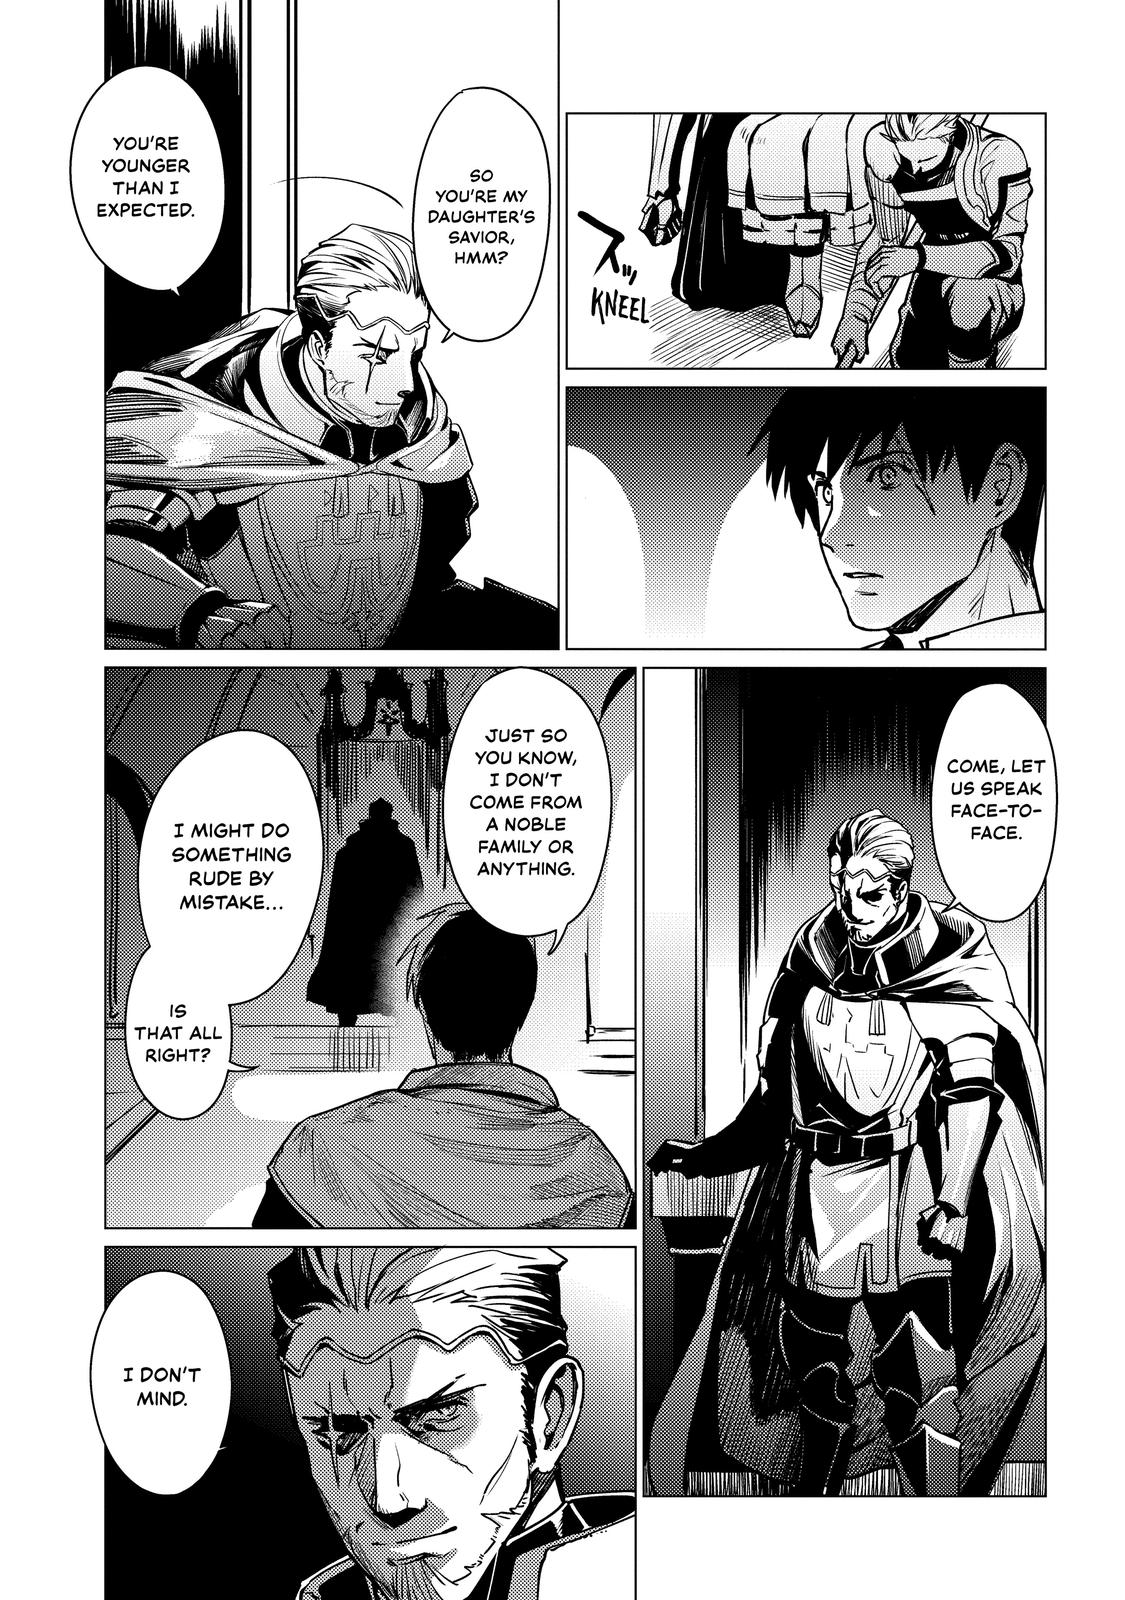 スッ
KNEEL
SO
YOU'RE MY
DAUGHTER'S
SAVIOR,
HMM?
YOU'RE
YOUNGER
THAN I
EXPECTED.
COME, LET
US SPEAK
FACE-TO-
FACE.
JUST SO
YOU KNOW,
I DON'T
COME FROM
A NOBLE
FAMILY OR
ANYTHING.
I MIGHT DO
SOMETHING
RUDE BY
MISTAKE...
IS
THAT ALL
RIGHT?
I DON'T
MIND.